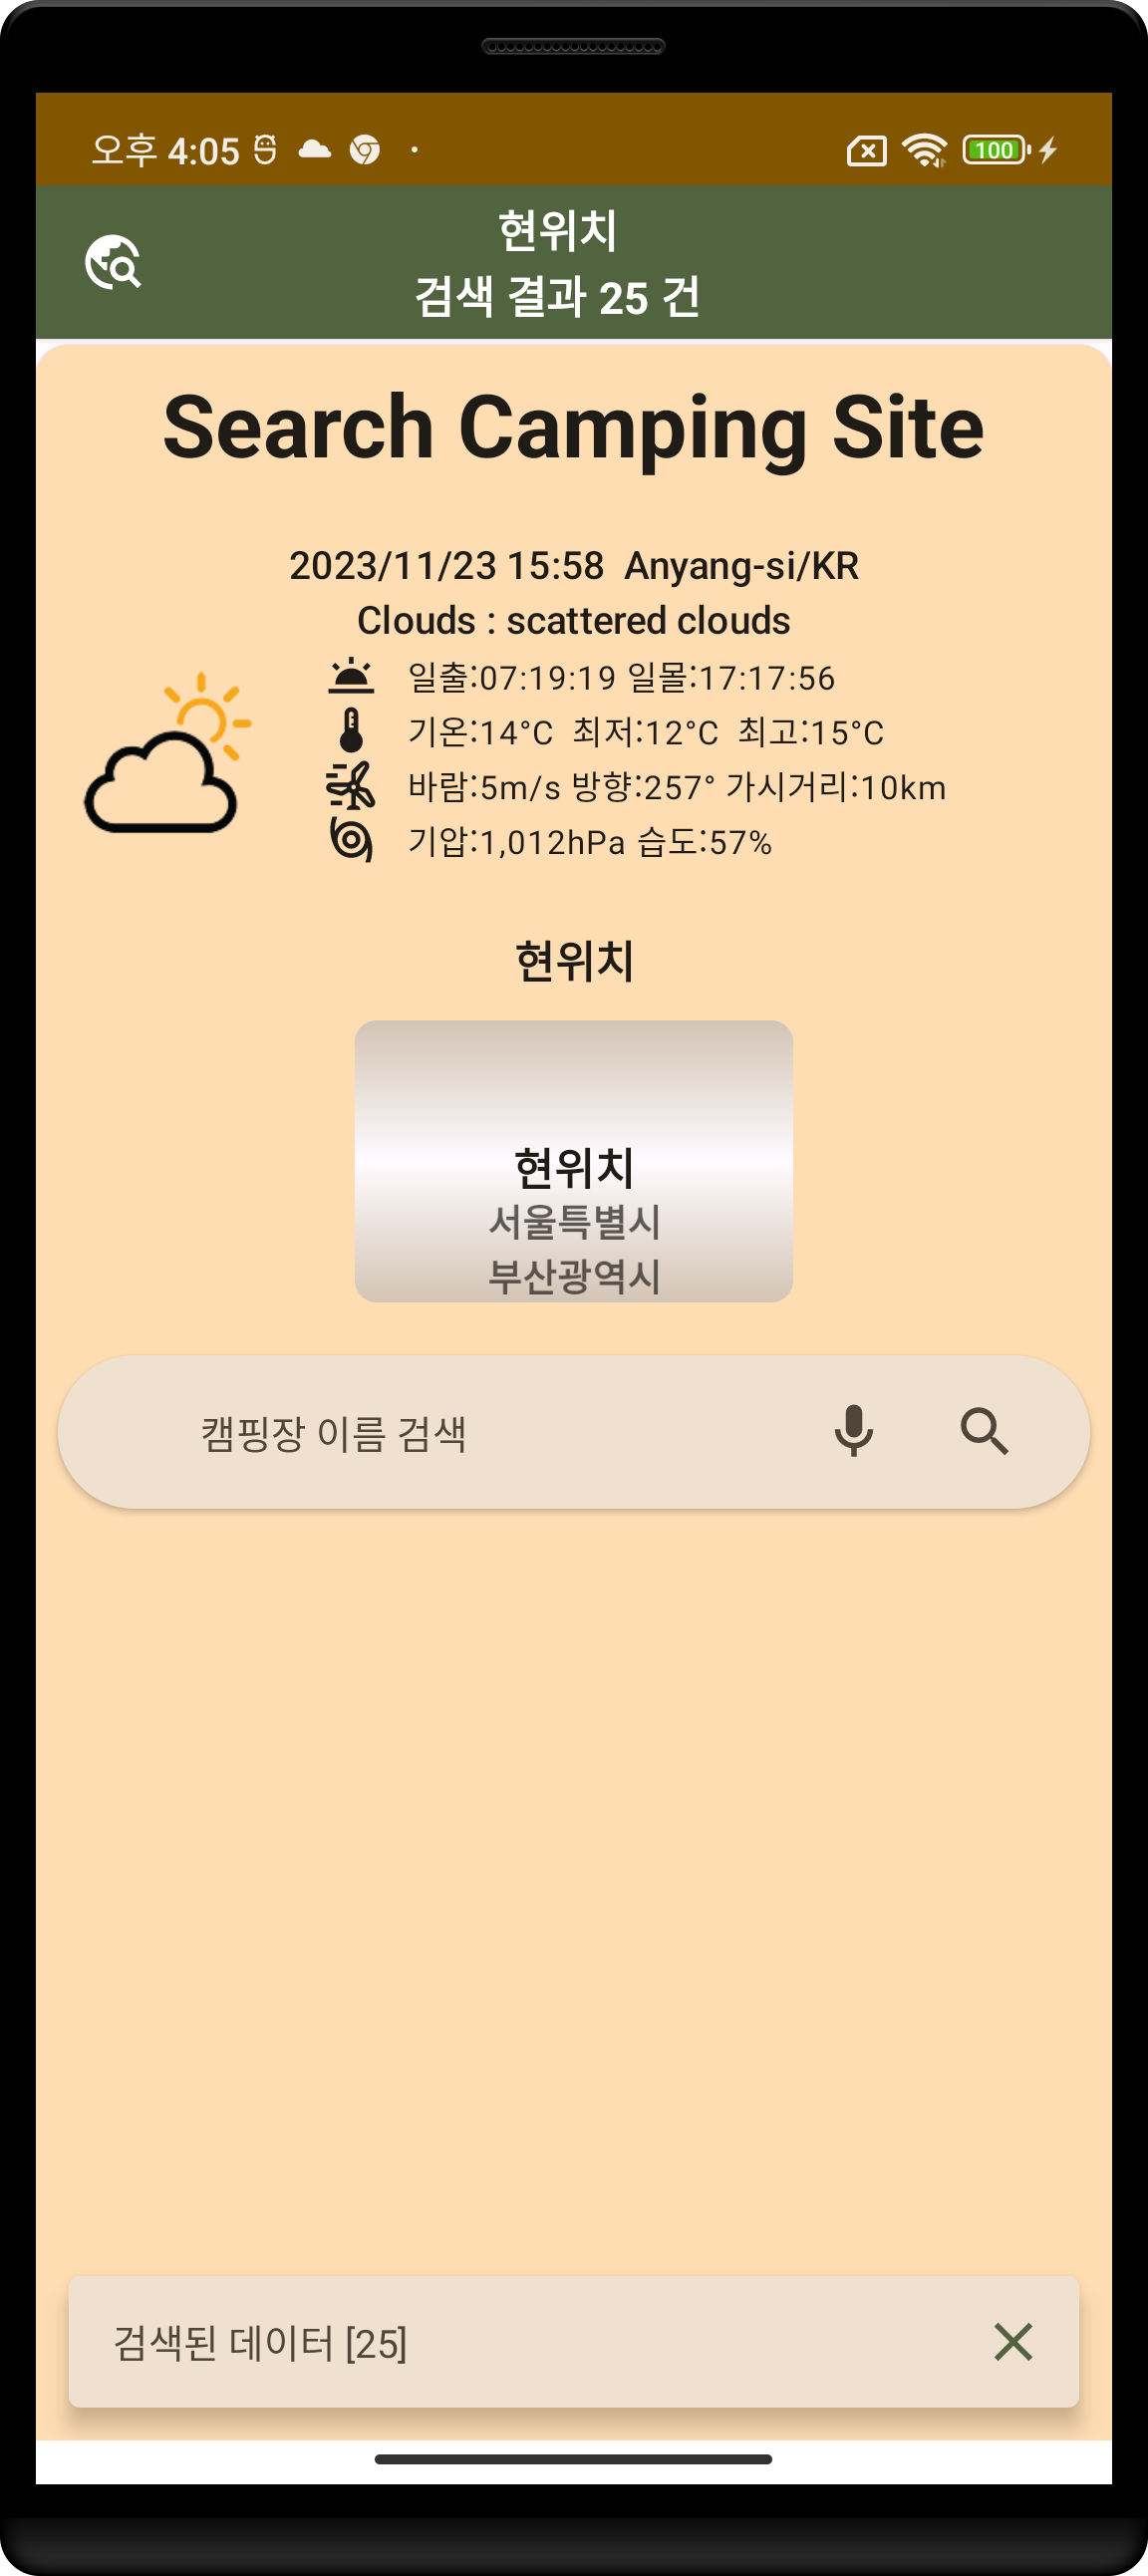 오후 4:05
100
현위치
검색 결과 25 건
Search Camping Site
2023/11/23 15:58 Anyang-si/KR
Clouds : scattered clouds
일출:07:19:19 일몰:17:17:56
기온:14°C 최저:12°C 최고:15°C
바람:5m/s 방향:257° 가시거리:10km
기압:1,012hPa 습도:57%
현위치
현위치
서울특별시
부산광역시
캠핑장 이름 검색
검색된 데이터 [25]